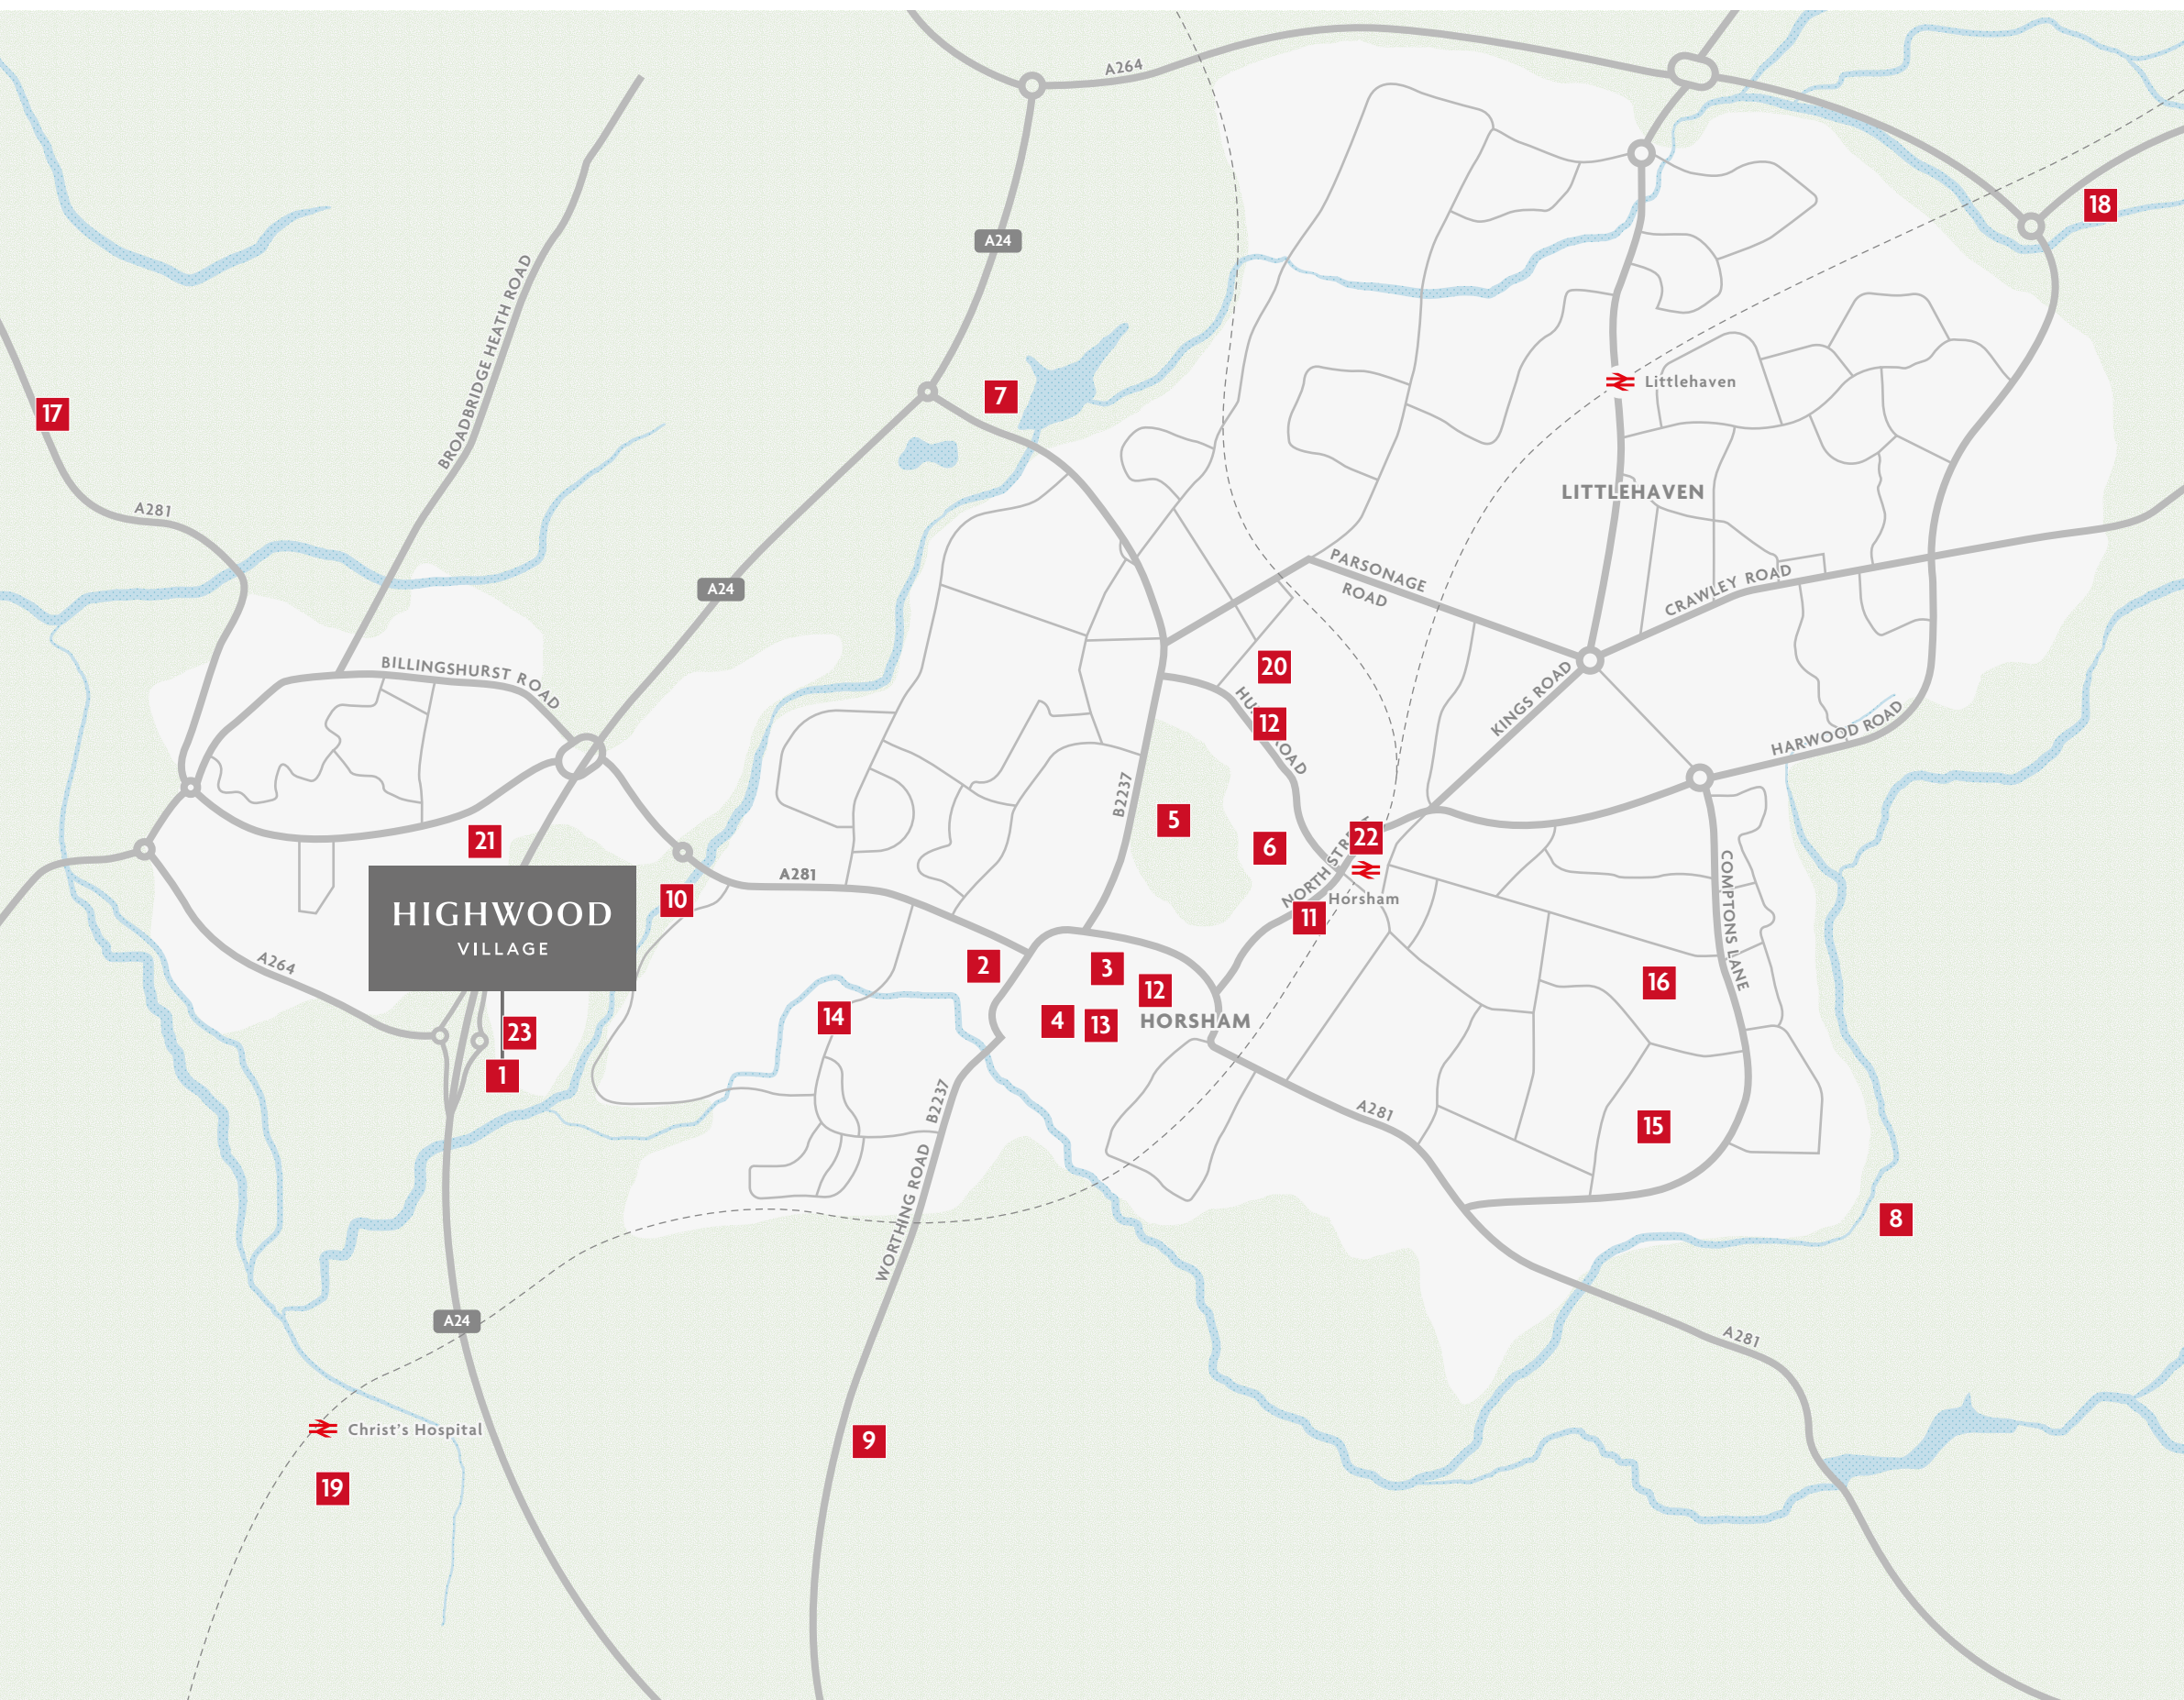 A264
18
A24
BROADBRIDGE HEATH ROAD
Littlehaven
7
17
LITTLEHAVEN
A281
PARSONAGE
ROAD
CRAWLEY ROAD
A24
20
BILLINGSHURST ROAD
KINGS ROAD
12
ROAD
HARWOOD ROAD
B2237
5
21
22
6
NORTH
COMPTONS LANE
A281
10
Horsham
HIGHWOOD
VILLAGE
11
A264
2
3
16
12
14
4
13
HORSHAM
23
1
B2237
A281
15
WORTHING ROAD
8
A24
A281
Christ's Hospital
9
19